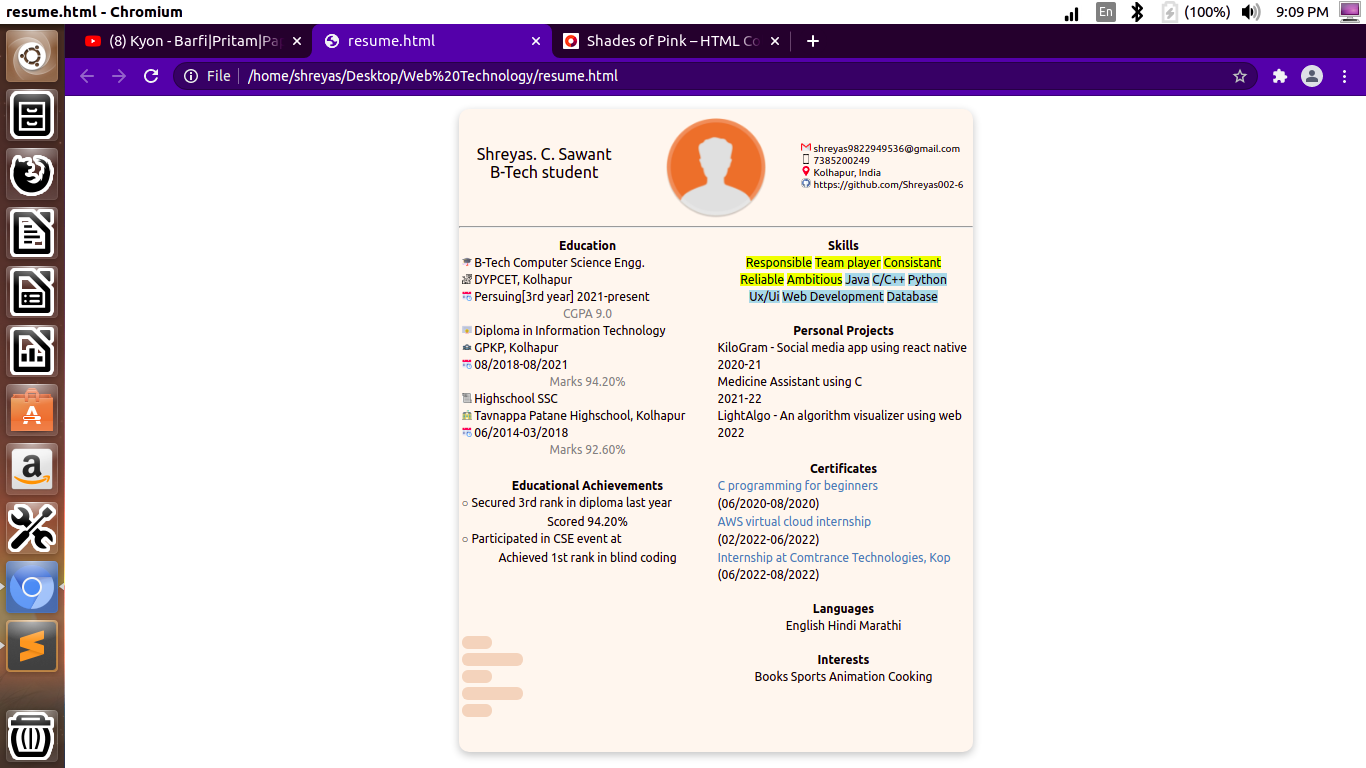 resume.html - Chromium
En
(100%)
9:09 PM
(8) Kyon - Barfi|Pritam|Pa
resume.html
Shades of Pink – HTML Co
File
/home/shreyas/Desktop/Web%20Technology/resume.html
Shreyas. C. Sawant
B-Tech student
shreyas9822949536@gmail.com
7385200249
Kolhapur, India
https://github.com/Shreyas002-6
Education
B-Tech Computer Science Engg.
DYPCET, Kolhapur
Persuing[3rd year] 2021-present
CGPA 9.0
Diploma in Information Technology
GPKP, Kolhapur
08/2018-08/2021
Marks 94.20%
Highschool SSC
Tavnappa Patane Highschool, Kolhapur
06/2014-03/2018
Marks 92.60%
Educational Achievements
Secured 3rd rank in diploma last year
Scored 94.20%
Participated in CSE event at
Achieved 1st rank in blind coding
Skills
Responsible Team player Consistant
Reliable Ambitious Java C/C++ Python
Ux/Ui Web Development Database
Personal Projects
KiloGram - Social media app using react native
2020-21
Medicine Assistant using C
2021-22
LightAlgo - An algorithm visualizer using web
2022
Certificates
C programming for beginners
(06/2020-08/2020)
AWS virtual cloud internship
(02/2022-06/2022)
Internship at Comtrance Technologies, Kop
(06/2022-08/2022)
Languages
English Hindi Marathi
Interests
Books Sports Animation Cooking